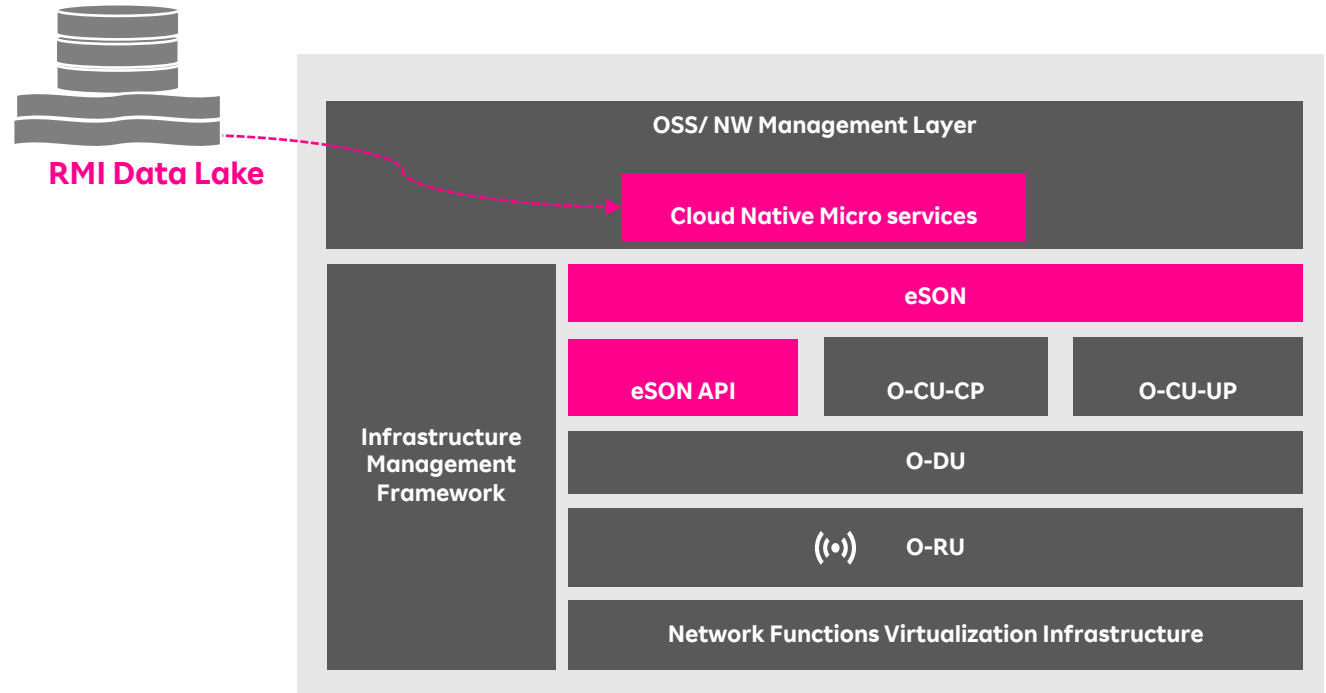 RMI Data Lake
OSS/ NW Management Layer
Cloud Native Micro services
eSON
eSON API
O-CU-CP
O-CU-UP
Infrastructure
Management
Framework
O-DU
O-RU
Network Functions Virtualization Infrastructure